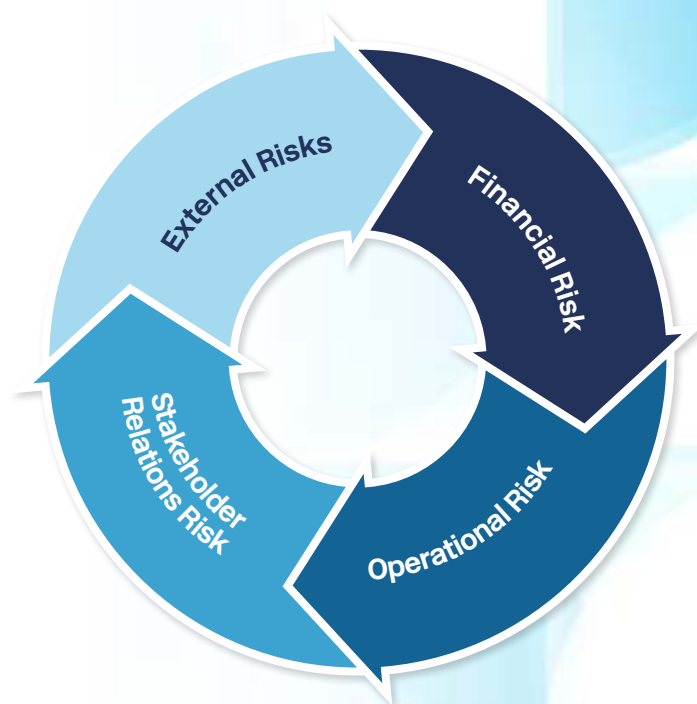 External Risks
Financial Risk
Operational Risk
Stakeholder
Relations Risk